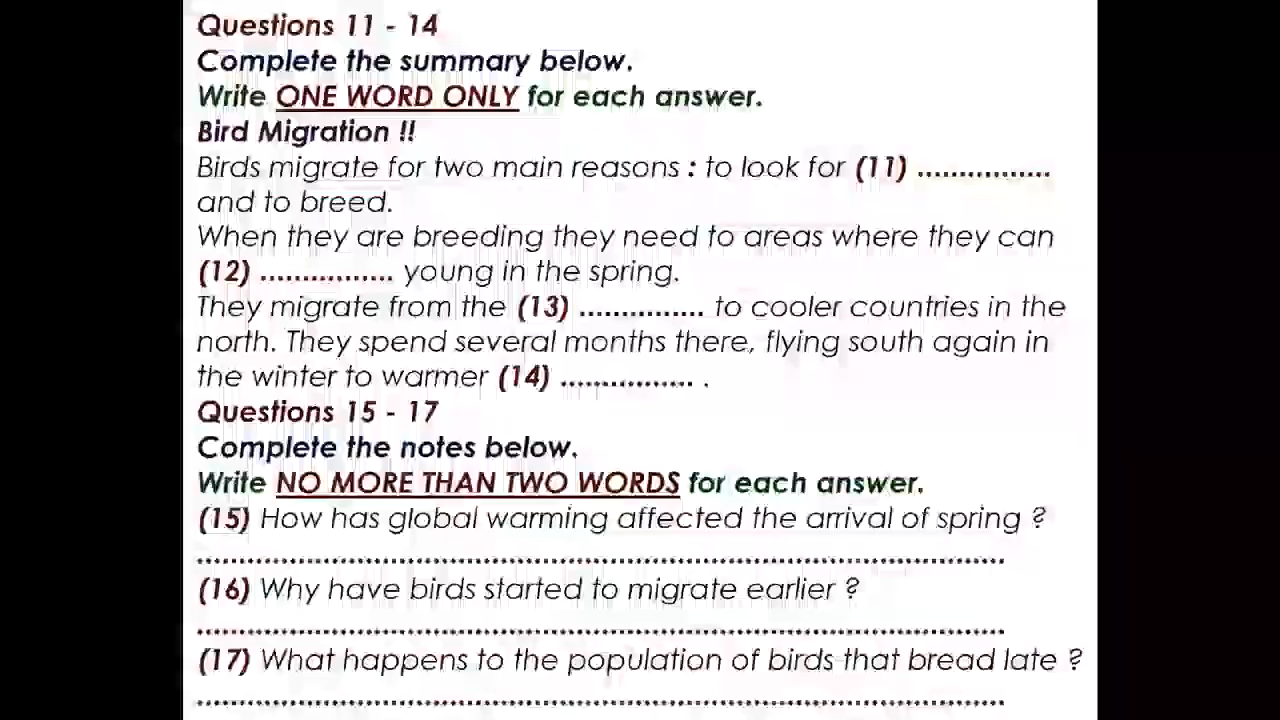 Questions 11 - 14
Complete the summary below.
Write ONE WORD ONLY for each answer.
Bird Migration !!
Birds migrate for two main reasons : to look for (11) ................
and to breed.
When they are breeding they need to areas where they can
(12) ................ young in the spring.
They migrate from the (13) ............... to cooler countries in the
north. They spend several months there, flying south again in
the winter to warmer (14) ................ .
Questions 15 - 17
Complete the notes below.
Write NO MORE THAN TWO WORDS for each answer.
(15) How has global warming affected the arrival of spring ?
................................................................................................
(16) Why have birds started to migrate earlier ?
................................................................................................
(17) What happens to the population of birds that bread late ?
................................................................................................